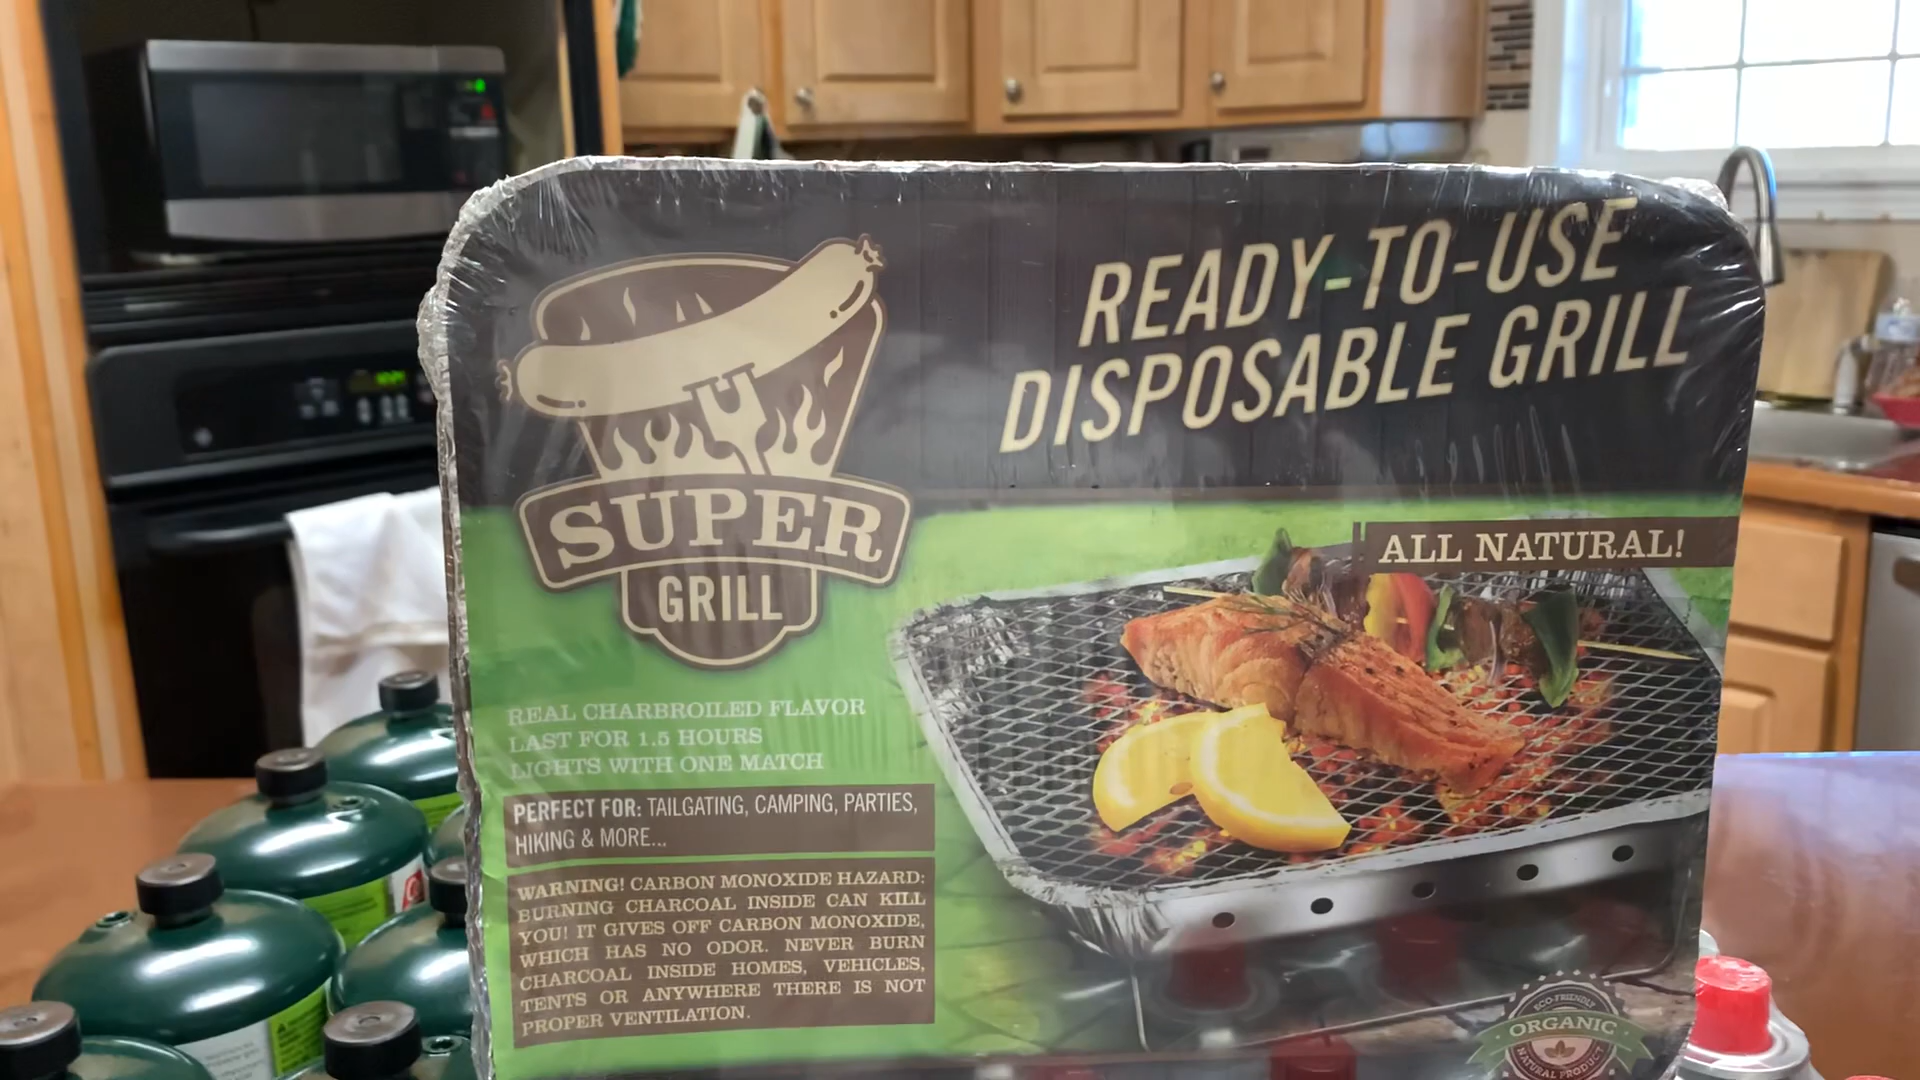 READY-TO-USE
DISPOSABLE GRILL
SUPER
GRILL
ALL NATURAL!
REAL CHARBROILED FLAVOR
LAST FOR 1.5 HOURS
LIGHTS WITH ONE MATCH
PERFECT FOR: TAILGATING, CAMPING, PARTIES,
HIKING & MORE...
WARNING! CARBON MONOXIDE HAZARD:
BURNING CHARCOAL INSIDE CAN KILL
YOU! IT GIVES OFF CARBON MONOXIDE,
WHICH HAS NO ODOR. NEVER BURN
CHARCOAL INSIDE HOMES, VEHICLES,
TENTS OR ANYWHERE THERE IS NOT
PROPER VENTILATION.
ECO-FRIENDLY
ORGANIC
NATURAL PRODUCT